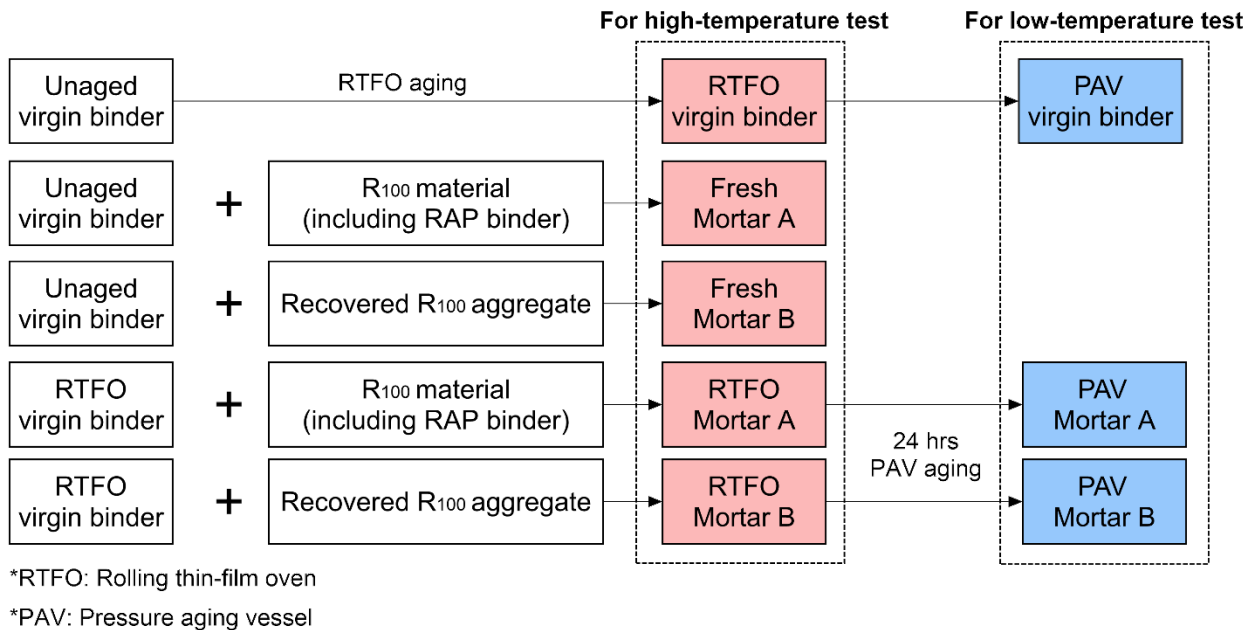 For high-temperature test
For low-temperature test
Unaged
virgin binder
RTFO aging
RTFO
virgin binder
PAV
virgin binder
Unaged
virgin binder
+
R100 material
(including RAP binder)
Fresh
Mortar A
Unaged
virgin binder
+
Recovered R100 aggregate
Fresh
Mortar B
RTFO
virgin binder
+
R100 material
(including RAP binder)
RTFO
Mortar A
PAV
Mortar A
24 hrs
PAV aging
RTFO
virgin binder
+
Recovered R100 aggregate
RTFO
Mortar B
PAV
Mortar B
*RTFO: Rolling thin-film oven
*PAV: Pressure aging vessel